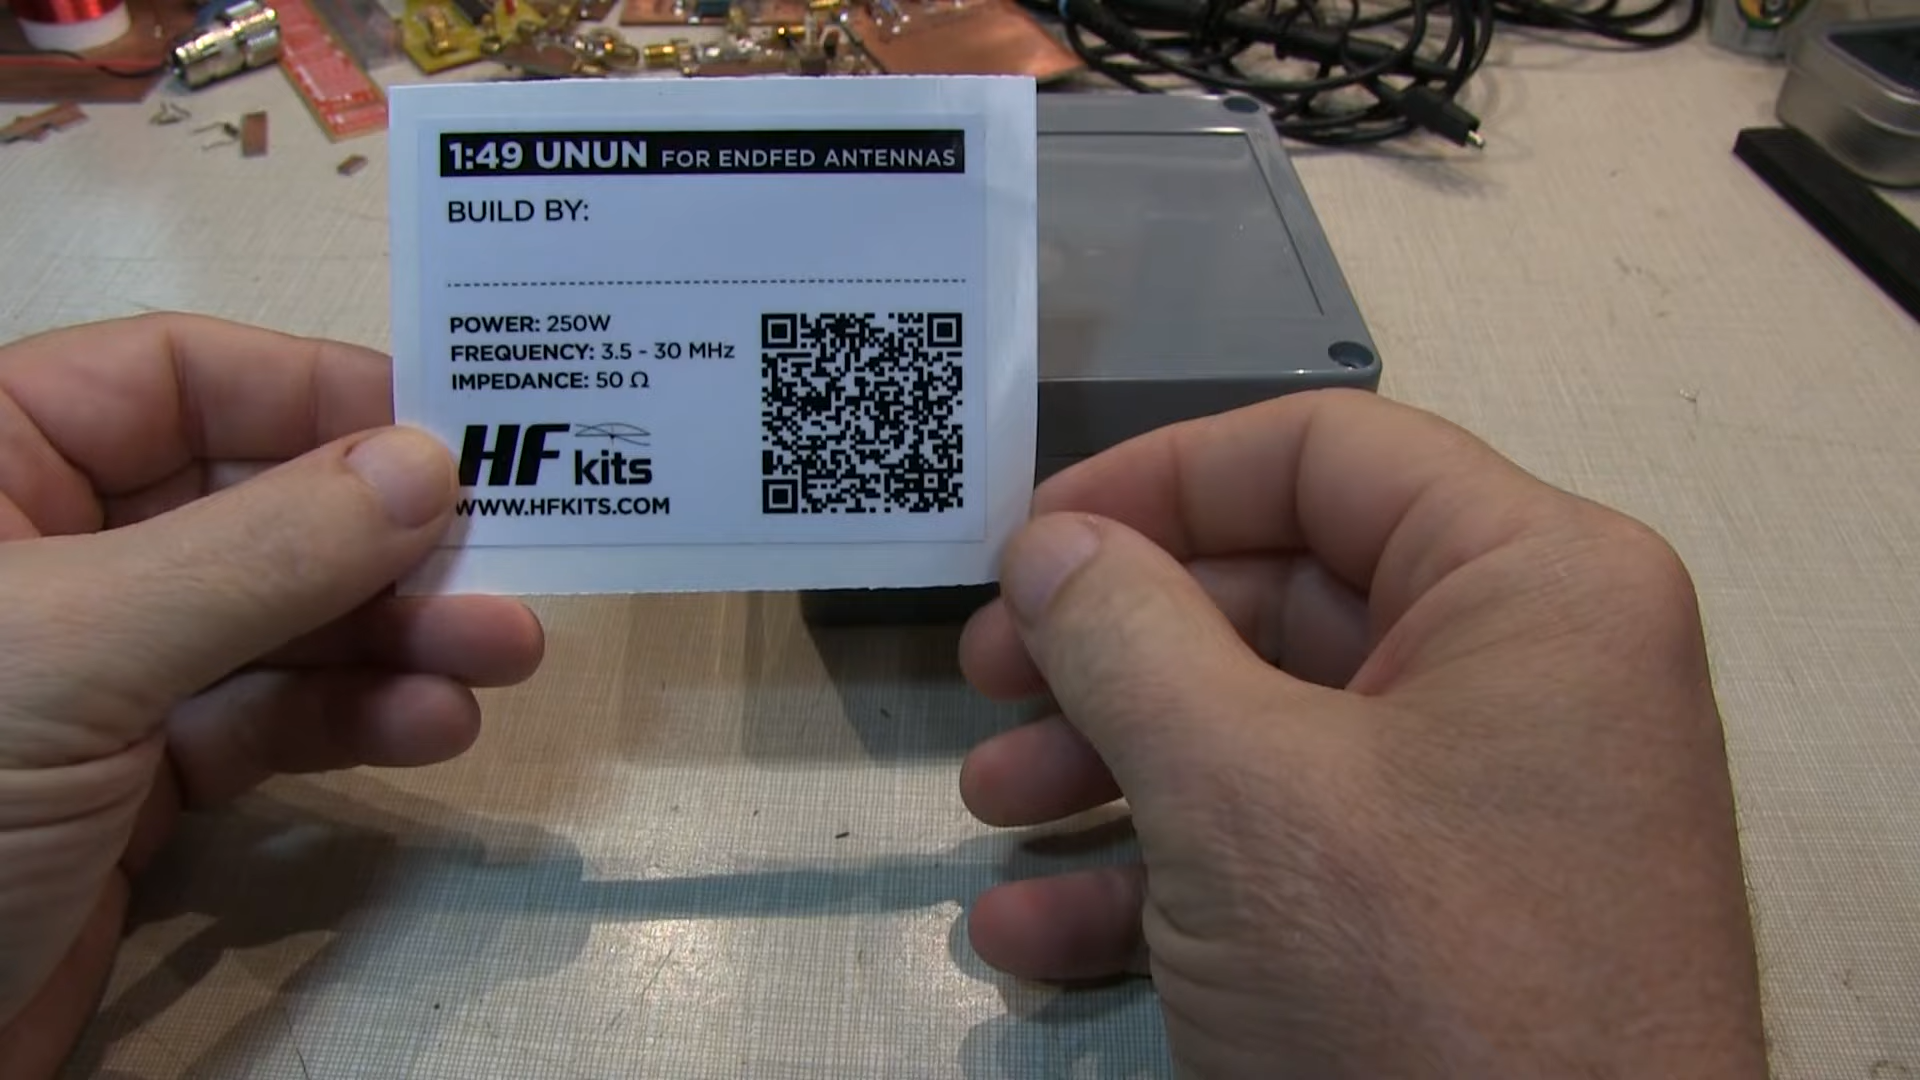 1:49 UNUN FOR ENDFED ANTENNAS
BUILD BY:
POWER: 250W
FREQUENCY: 3.5 - 30 MHz
IMPEDANCE: 50 Ω
HF kits
WWW.HFKITS.COM